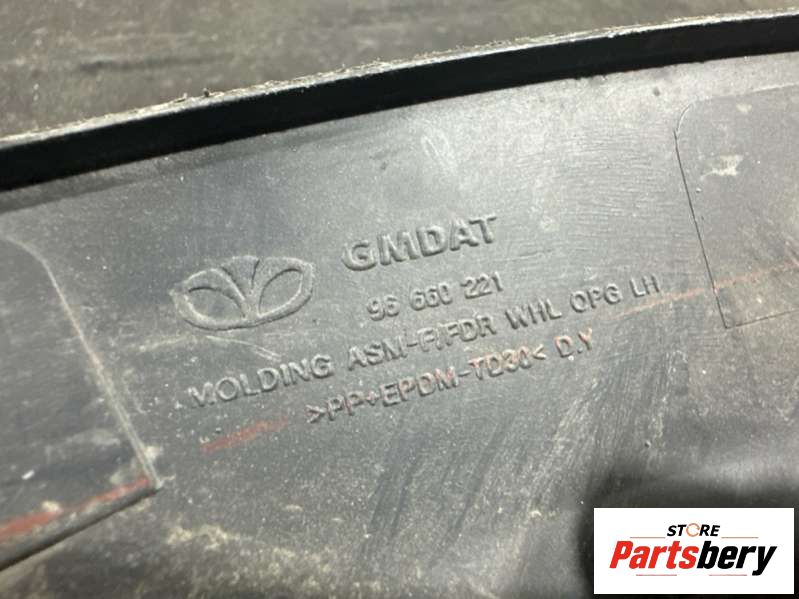 GMDAT
96 660 221
MOLDING ASM-F/FDR WHL OPG LH
>PP+EPDM-TD30< D.Y
STORE
Partsbery